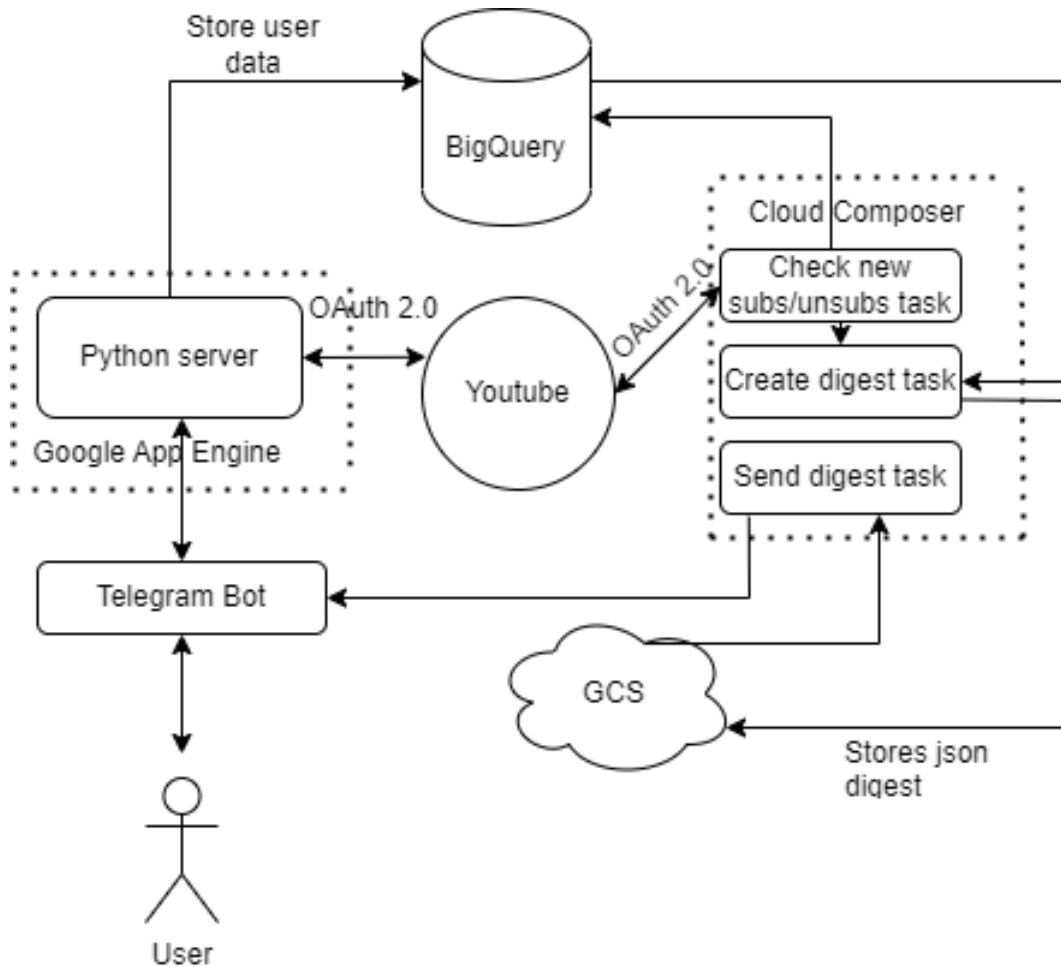 Store user
data
BigQuery
Cloud Composer
Check new
subs/unsubs task
OAuth 2.0
OAuth 2.0
Python server
Youtube
Create digest task
Google App Engine
Send digest task
Telegram Bot
GCS
Stores json
digest
User